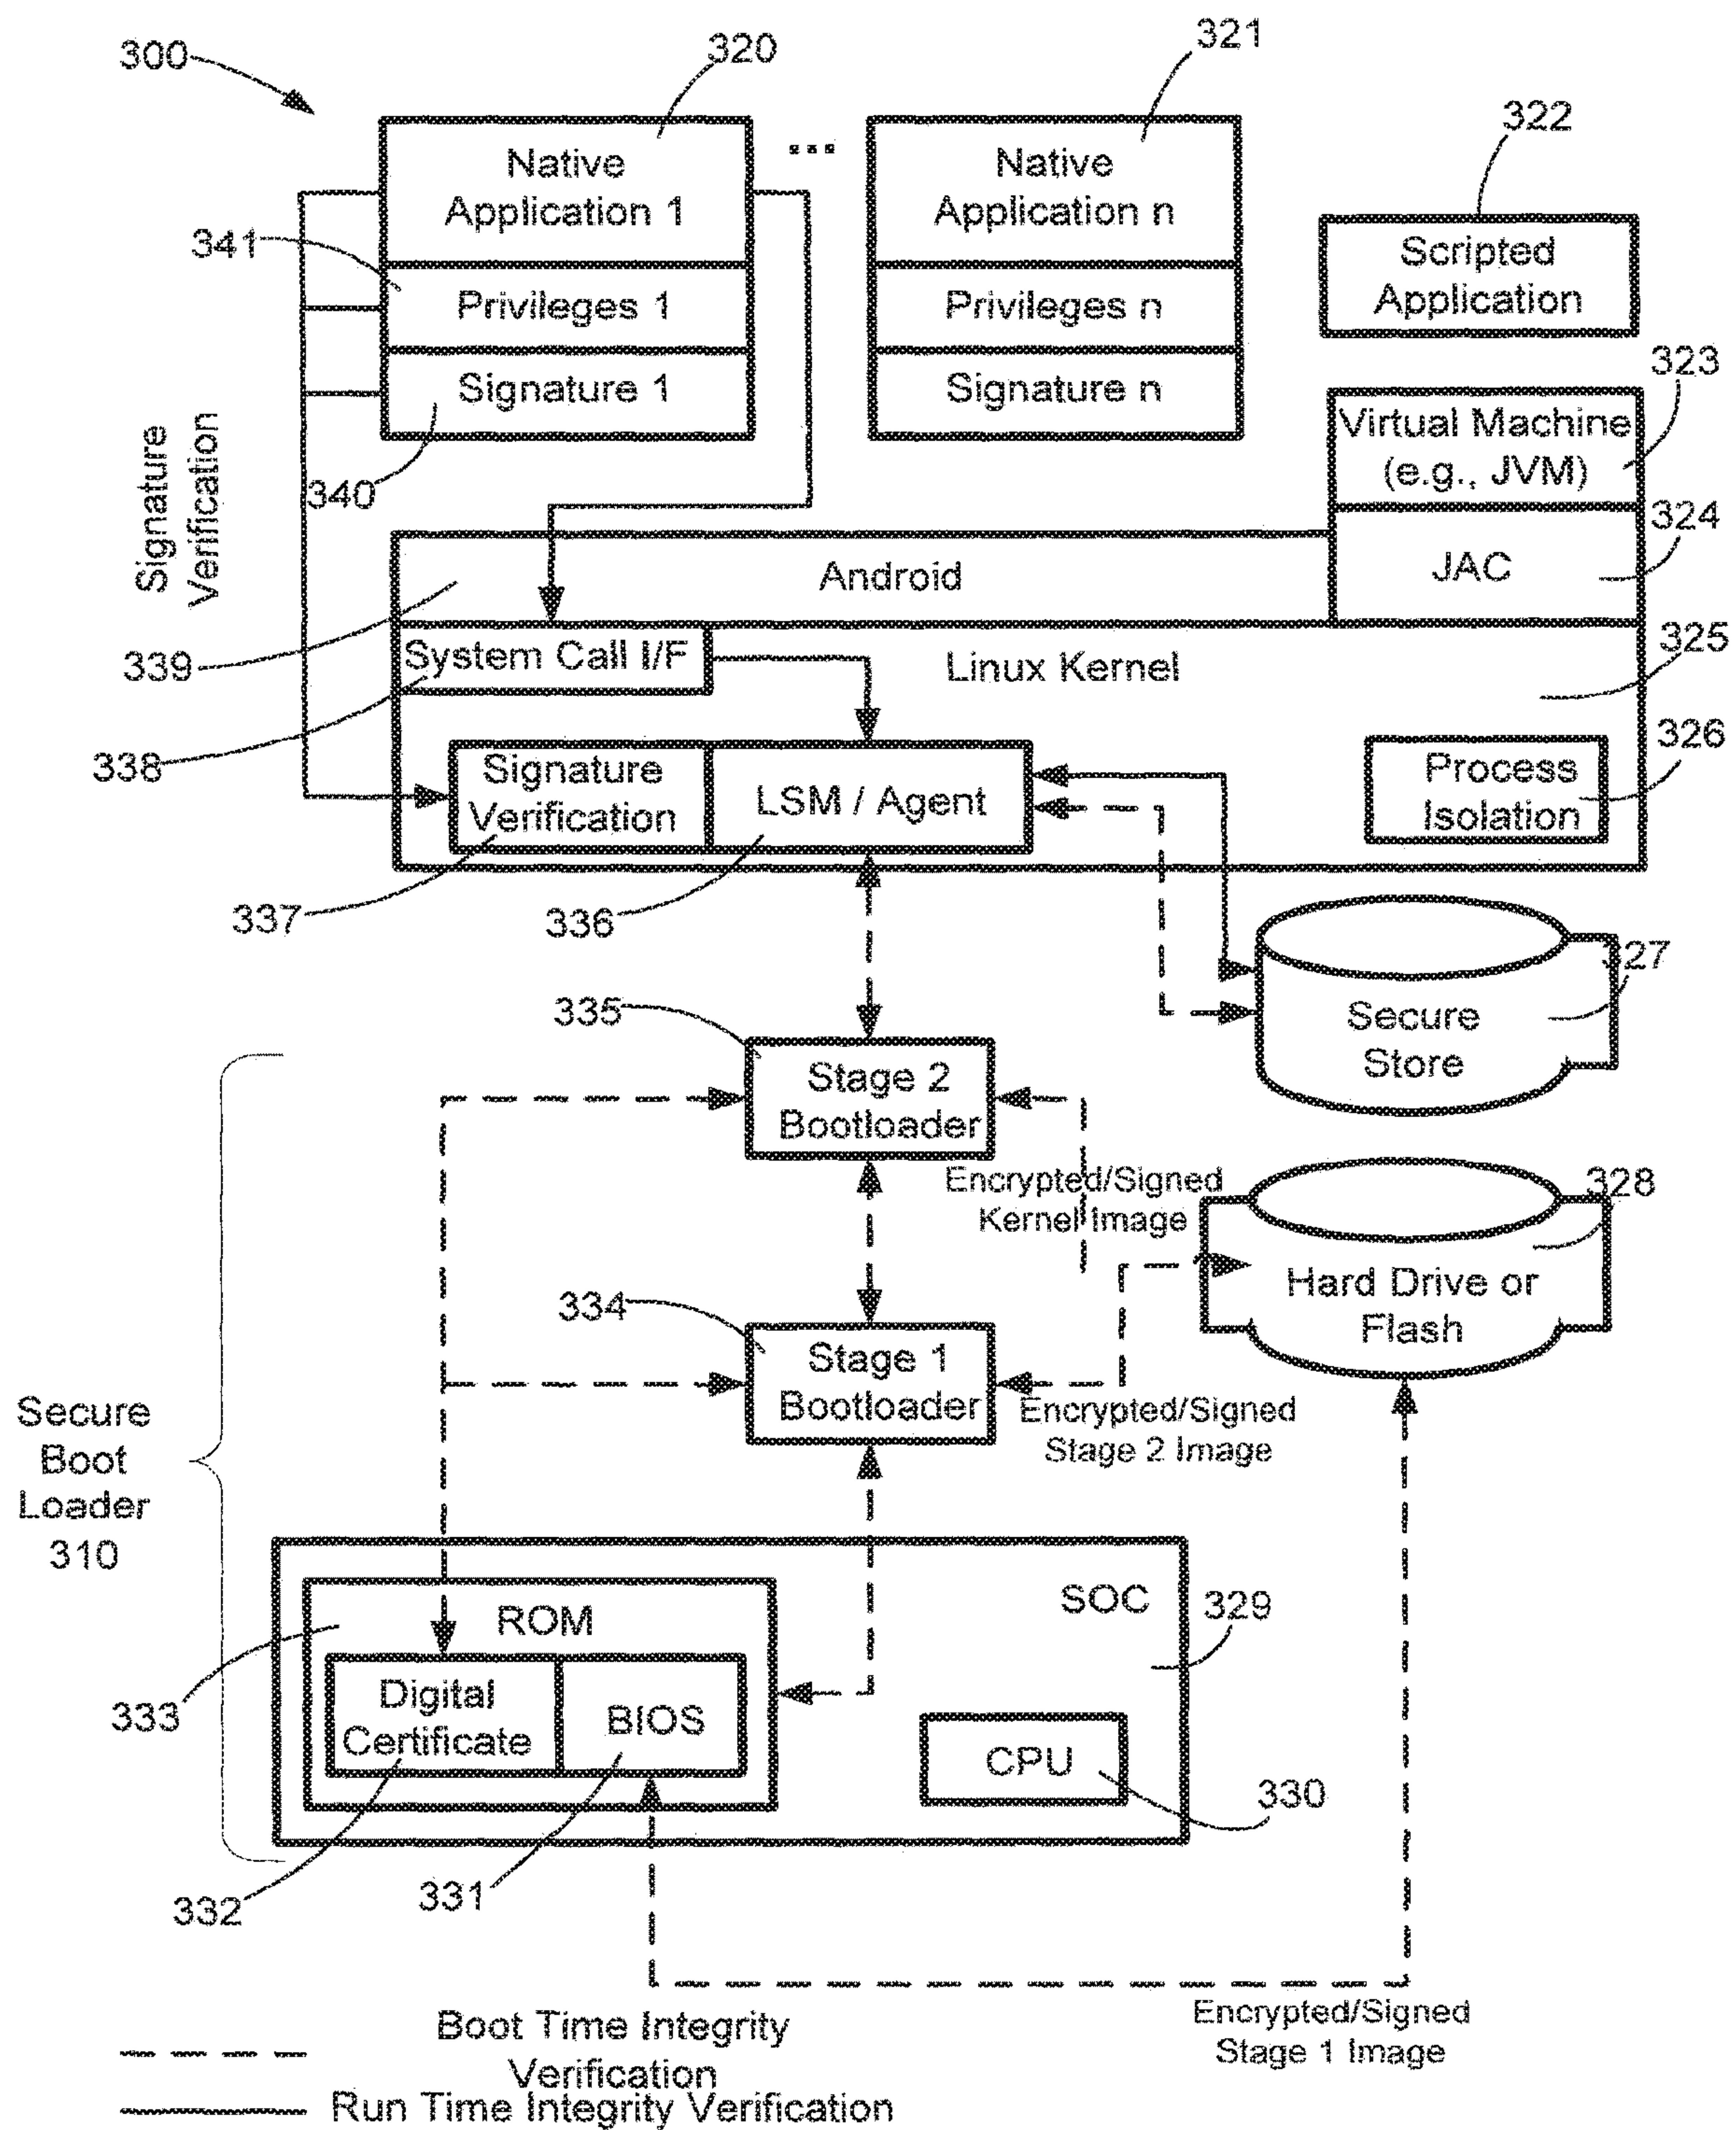 300
320
321
322
Native
Application 1
...
Native
Application n
Scripted
Application
341
Privileges 1
Privileges n
323
Signature 1
Signature n
Virtual Machine
(e.g., JVM)
340
Signature
Verification
324
Android
JAC
339
System Call I/F
Linux Kernel
325
338
326
Signature
Verification
LSM / Agent
Process
Isolation
337
336
327
335
Secure
Store
Stage 2
Bootloader
Encrypted/Signed
Kernel Image
328
Hard Drive or
Flash
334
Stage 1
Bootloader
Encrypted/Signed
Stage 2 Image
Secure
Boot
Loader
310
ROM
SOC
329
333
Digital
Certificate
BIOS
CPU
330
332
331
Encrypted/Signed
Stage 1 Image
Boot Time Integrity
Verification
Run Time Integrity Verification